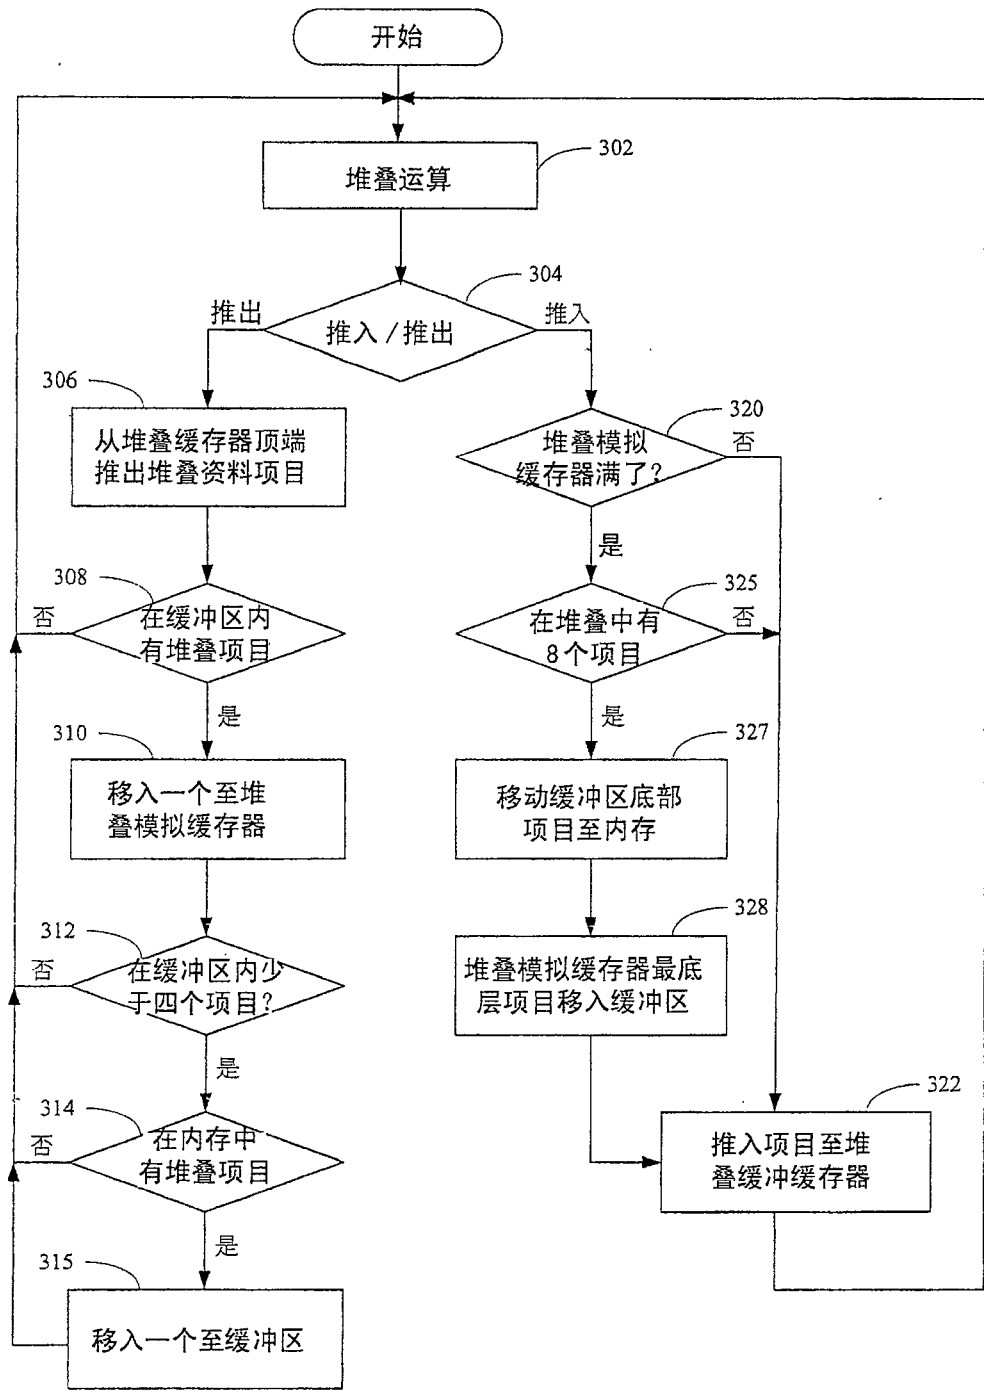 开始
堆叠运算
302
304
推入/推出
推出
推入
306
从堆叠缓存器顶端
推出堆叠资料项目
320
堆叠模拟
缓存器满了?
否
是
308
在缓冲区内
有堆叠项目
否
是
325
在堆叠中有
8个项目
否
是
310
移入一个至堆
叠模拟缓存器
327
移动缓冲区底部
项目至内存
312
在缓冲区内少
于四个项目?
否
是
328
堆叠模拟缓存器最底
层项目移入缓冲区
314
在内存中
有堆叠项目
否
是
322
推入项目至堆
叠缓冲缓存器
315
移入一个至缓冲区